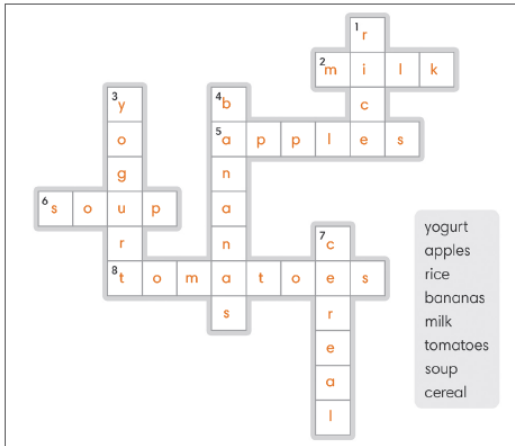 1 r
2 m i l k
3 y 4 b c
o 5 a p p l e s
g n
6 s o u p a
r n 7 c
8 t o m a t o e s
s r
e
a
l
yogurt
apples
rice
bananas
milk
tomatoes
soup
cereal